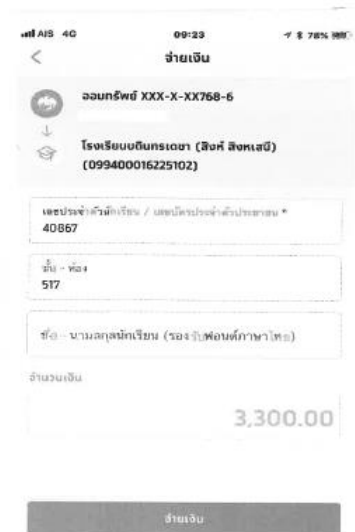 AIS 4G 09:23 78%
จ่ายเงิน
ออมทรัพย์ XXX-X-XX768-6
โรงเรียนบดินทรเดชา (สิงห์ สิงหเสนี)
(099400016225102)
เลขประจำตัวนักเรียน / เลขบัตรประจำตัวประชาชน *
40867
ชั้น - ห้อง
517
ชื่อ - นามสกุลนักเรียน (รองรับฟอนต์ภาษาไทย)
จำนวนเงิน
3,300.00
จ่ายเงิน